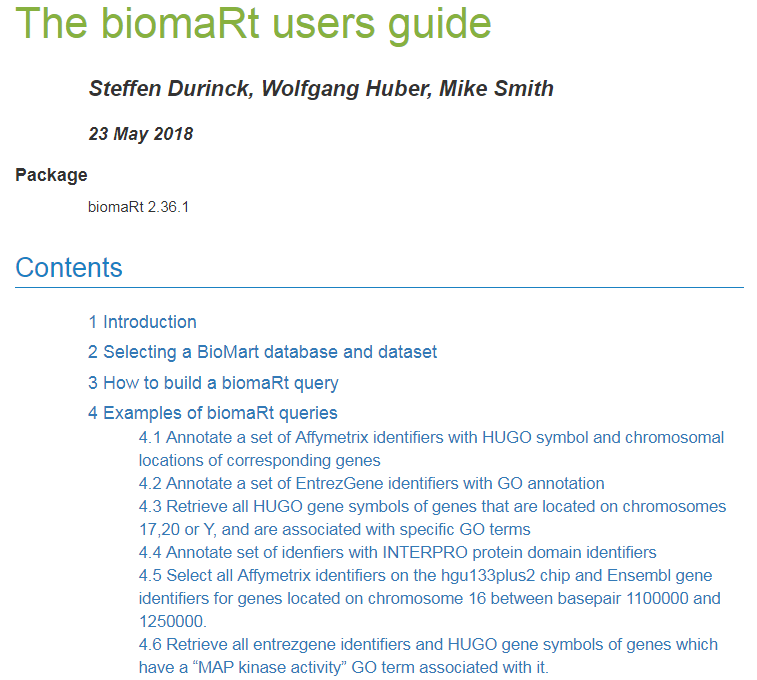 The biomaRt users guide
Steffen Durinck, Wolfgang Huber, Mike Smith
23 May 2018
Package
biomaRt 2.36.1
Contents
1 Introduction
2 Selecting a BioMart database and dataset
3 How to build a biomaRt query
4 Examples of biomaRt queries
4.1 Annotate a set of Affymetrix identifiers with HUGO symbol and chromosomal
locations of corresponding genes
4.2 Annotate a set of EntrezGene identifiers with GO annotation
4.3 Retrieve all HUGO gene symbols of genes that are located on chromosomes
17,20 or Y, and are associated with specific GO terms
4.4 Annotate set of idenfiers with INTERPRO protein domain identifiers
4.5 Select all Affymetrix identifiers on the hgu133plus2 chip and Ensembl gene
identifiers for genes located on chromosome 16 between basepair 1100000 and
1250000.
4.6 Retrieve all entrezgene identifiers and HUGO gene symbols of genes which
have a “MAP kinase activity” GO term associated with it.